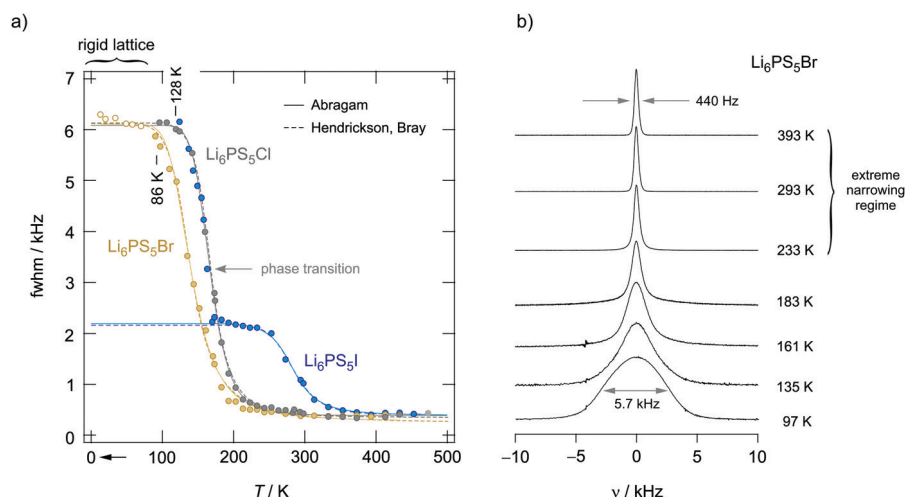 a)
rigid lattice
7
6
5
4
3
2
1
0
fwhm / kHz
128 K
86 K
Abragam
Hendrickson, Bray
Li6PS5Cl
Li6PS5Br
phase transition
Li6PS5I
0
100
200
300
400
500
T / K
b)
Li6PS5Br
440 Hz
393 K
293 K
233 K
extreme
narrowing
regime
183 K
161 K
135 K
5.7 kHz
97 K
−10
−5
0
5
10
ν / kHz